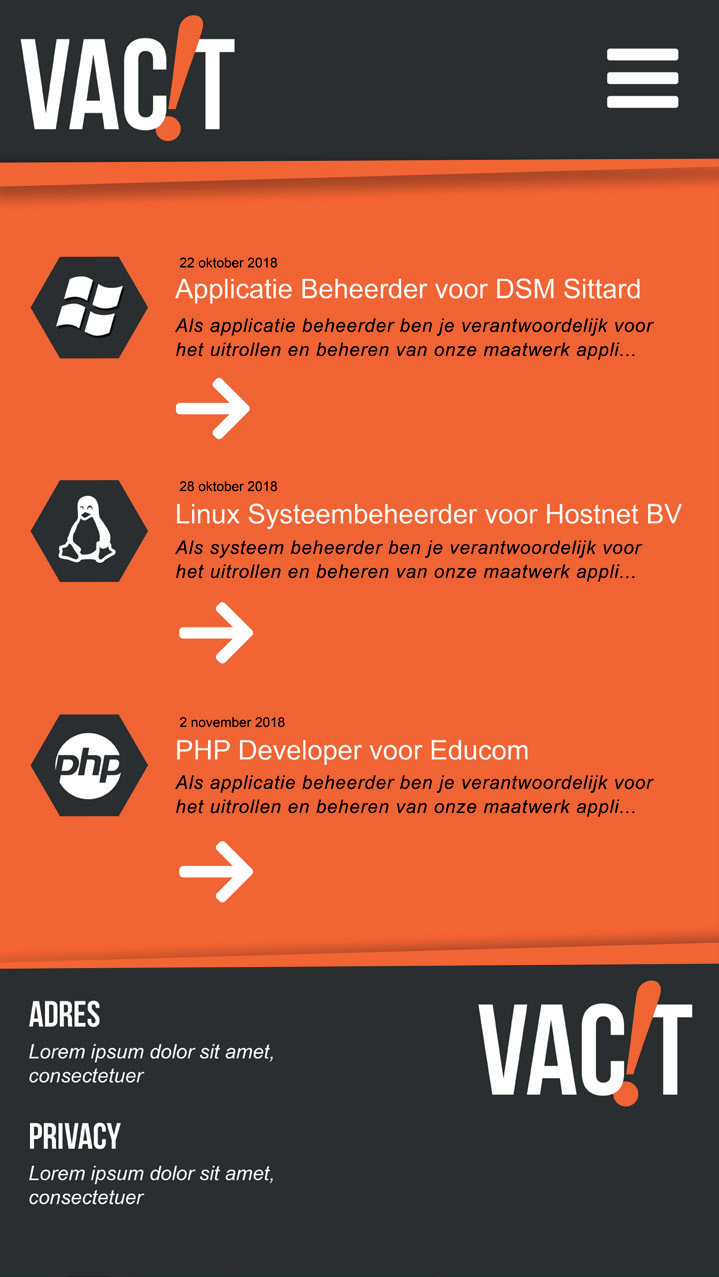 VAC!T
22 oktober 2018
Applicatie Beheerder voor DSM Sittard
Als applicatie beheerder ben je verantwoordelijk voor
het uitrollen en beheren van onze maatwerk appli...
28 oktober 2018
Linux Systeembeheerder voor Hostnet BV
Als systeem beheerder ben je verantwoordelijk voor
het uitrollen en beheren van onze maatwerk appli...
2 november 2018
php
PHP Developer voor Educom
Als applicatie beheerder ben je verantwoordelijk voor
het uitrollen en beheren van onze maatwerk appli...
ADRES
Lorem ipsum dolor sit amet,
consectetuer
VAC!T
PRIVACY
Lorem ipsum dolor sit amet,
consectetuer